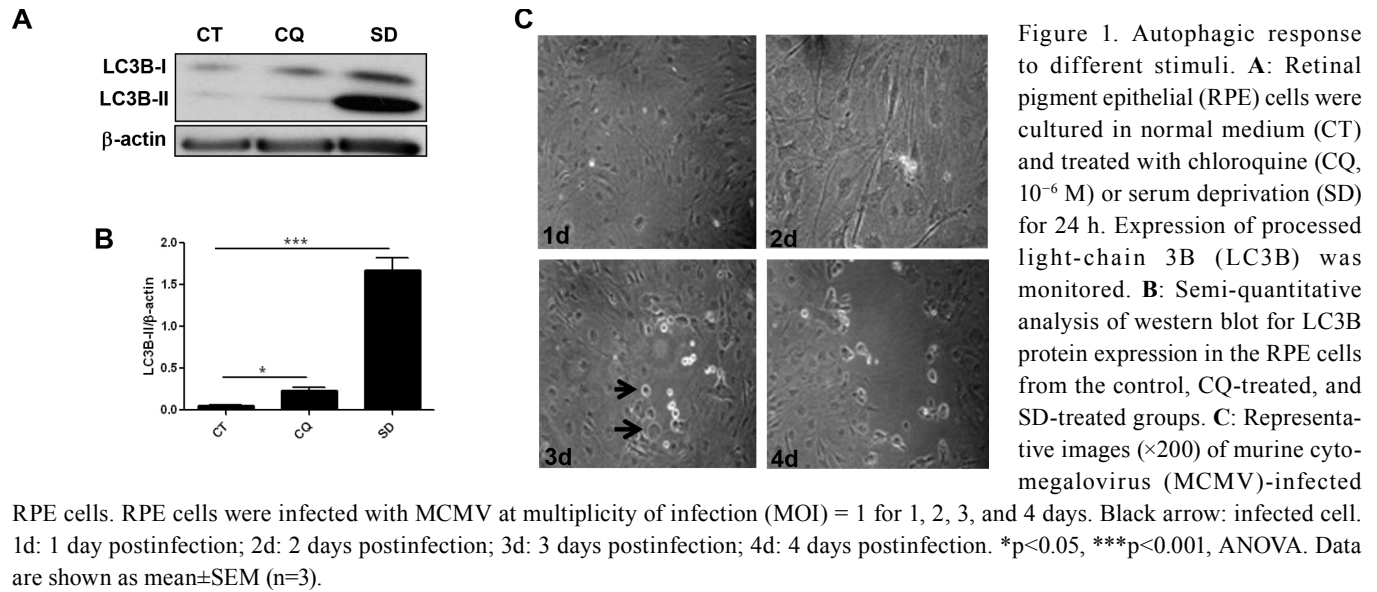 A
CT CQ SD
LC3B-I
LC3B-II
β-actin
B
***
*
2.0
1.5
1.0
0.5
0.0
LC3B-II/β-actin
CT
CQ
SD
C
1d
2d
3d
4d
Figure 1. Autophagic response
to different stimuli. A: Retinal
pigment epithelial (RPE) cells were
cultured in normal medium (CT)
and treated with chloroquine (CQ,
10⁻⁶ M) or serum deprivation (SD)
for 24 h. Expression of processed
light-chain 3B (LC3B) was
monitored. B: Semi-quantitative
analysis of western blot for LC3B
protein expression in the RPE cells
from the control, CQ-treated, and
SD-treated groups. C: Representa-
tive images (×200) of murine cyto-
megalovirus (MCMV)-infected
RPE cells. RPE cells were infected with MCMV at multiplicity of infection (MOI) = 1 for 1, 2, 3, and 4 days. Black arrow: infected cell.
1d: 1 day postinfection; 2d: 2 days postinfection; 3d: 3 days postinfection; 4d: 4 days postinfection. *p<0.05, ***p<0.001, ANOVA. Data
are shown as mean±SEM (n=3).